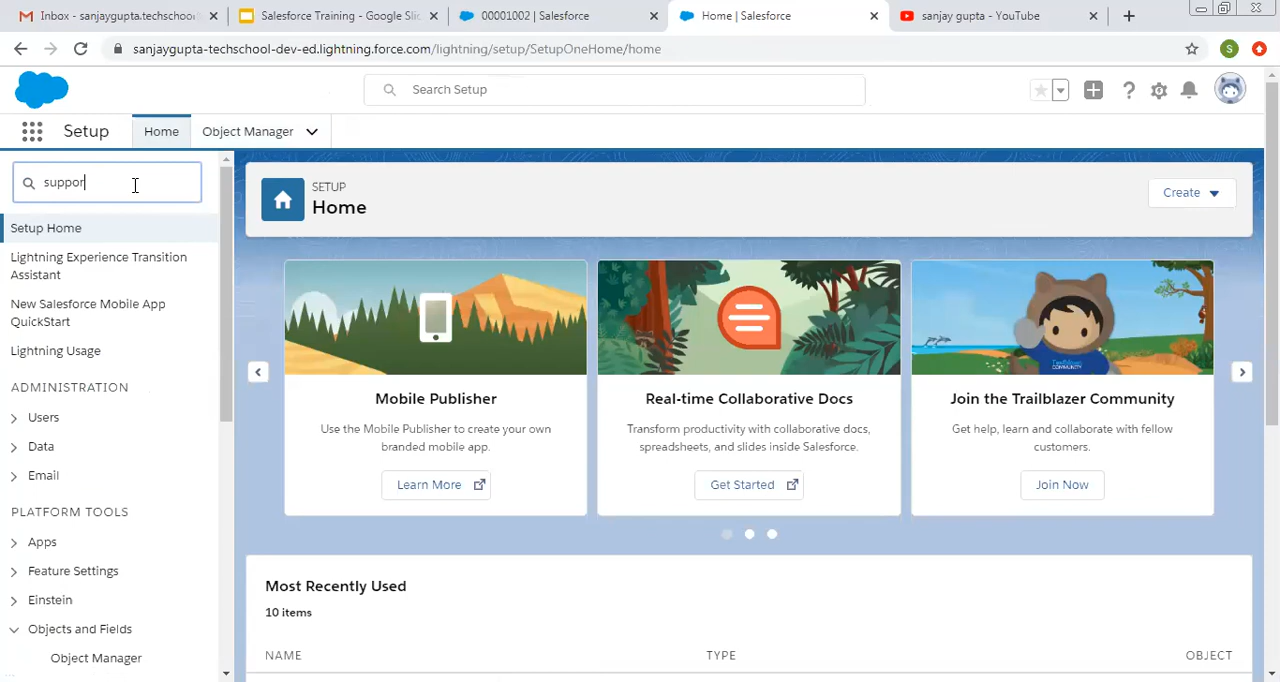 Inbox - sanjaygupta.techschool
Salesforce Training - Google Slid
00001002 | Salesforce
Home | Salesforce
sanjay gupta - YouTube
sanjaygupta-techschool-dev-ed.lightning.force.com/lightning/setup/SetupOneHome/home
S
Search Setup
Setup
Home
Object Manager
suppor
Setup Home
Lightning Experience Transition
Assistant
New Salesforce Mobile App
QuickStart
Lightning Usage
ADMINISTRATION
Users
Data
Email
PLATFORM TOOLS
Apps
Feature Settings
Einstein
Objects and Fields
Object Manager
SETUP
Home
Create
Mobile Publisher
Use the Mobile Publisher to create your own
branded mobile app.
Learn More
Real-time Collaborative Docs
Transform productivity with collaborative docs,
spreadsheets, and slides inside Salesforce.
Get Started
TRAILBLAZER
COMMUNITY
Join the Trailblazer Community
Get help, learn and collaborate with fellow
customers.
Join Now
Most Recently Used
10 items
NAME
TYPE
OBJECT